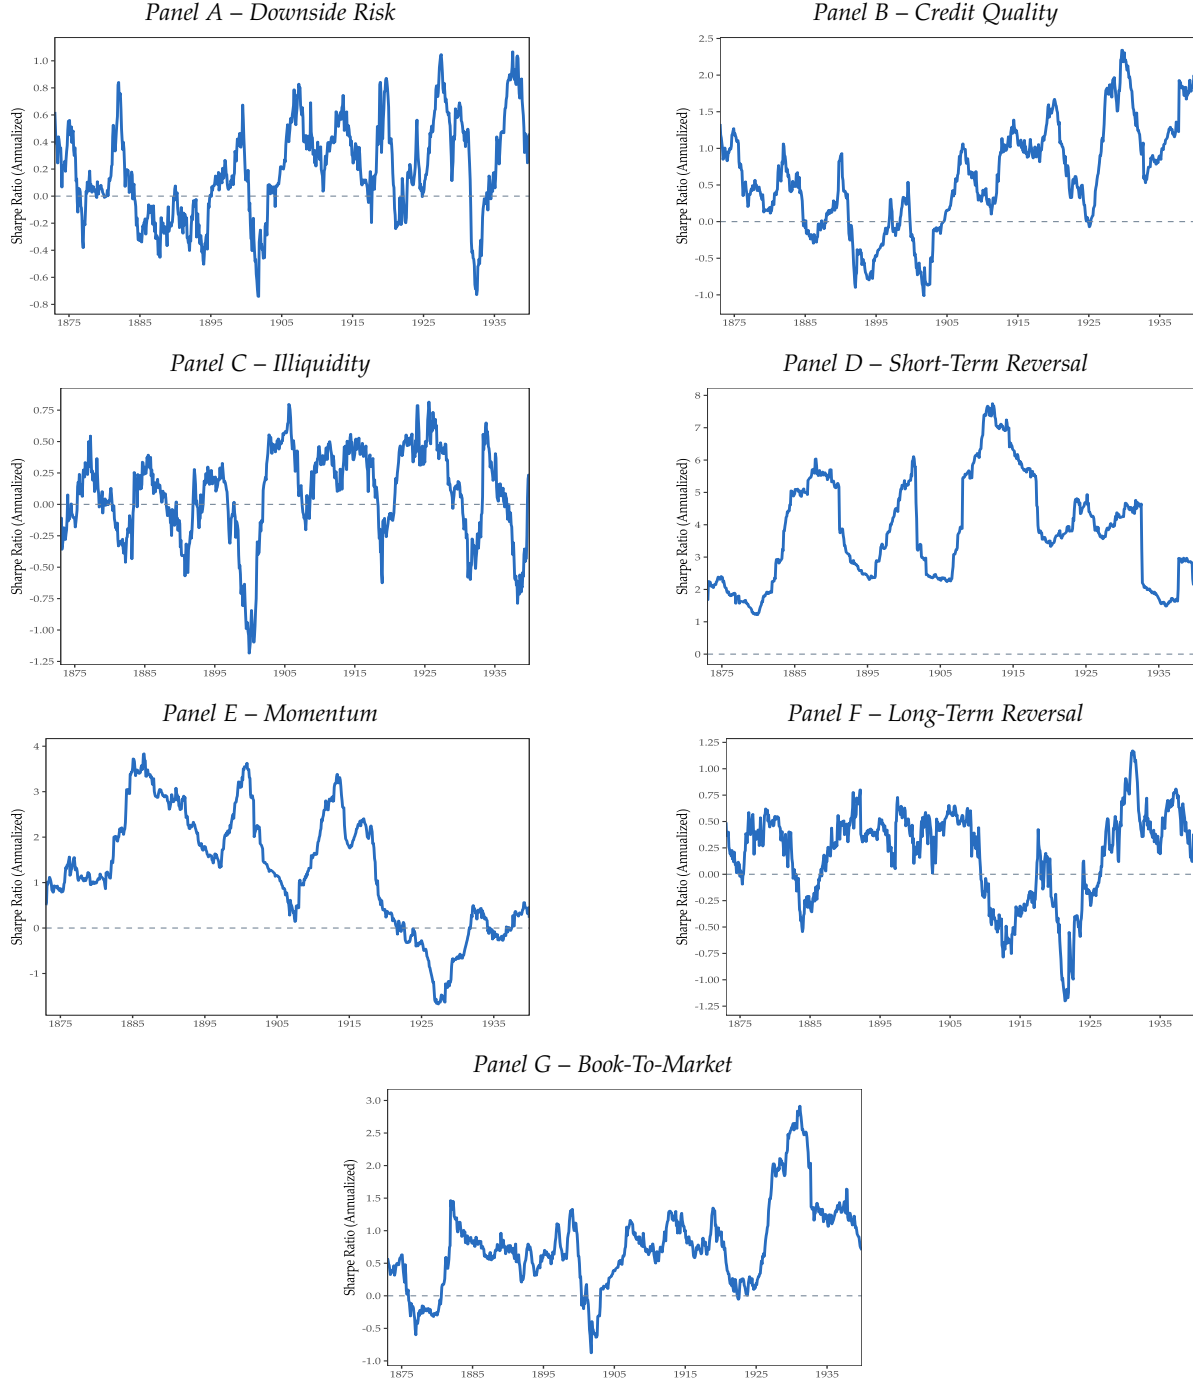 Panel A – Downside Risk
Sharpe Ratio (Annualized)
1.0
0.8
0.6
0.4
0.2
0.0
-0.2
-0.4
-0.6
-0.8
1875 1885 1895 1905 1915 1925 1935
Panel B – Credit Quality
Sharpe Ratio (Annualized)
2.5
2.0
1.5
1.0
0.5
0.0
-0.5
-1.0
1875 1885 1895 1905 1915 1925 1935
Panel C – Illiquidity
Sharpe Ratio (Annualized)
0.75
0.50
0.25
0.00
-0.25
-0.50
-0.75
-1.00
-1.25
1875 1885 1895 1905 1915 1925 1935
Panel D – Short-Term Reversal
Sharpe Ratio (Annualized)
8
7
6
5
4
3
2
1
0
1875 1885 1895 1905 1915 1925 1935
Panel E – Momentum
Sharpe Ratio (Annualized)
4
3
2
1
0
-1
1875 1885 1895 1905 1915 1925 1935
Panel F – Long-Term Reversal
Sharpe Ratio (Annualized)
1.25
1.00
0.75
0.50
0.25
0.00
-0.25
-0.50
-0.75
-1.00
-1.25
1875 1885 1895 1905 1915 1925 1935
Panel G – Book-To-Market
Sharpe Ratio (Annualized)
3.0
2.5
2.0
1.5
1.0
0.5
0.0
-0.5
-1.0
1875 1885 1895 1905 1915 1925 1935